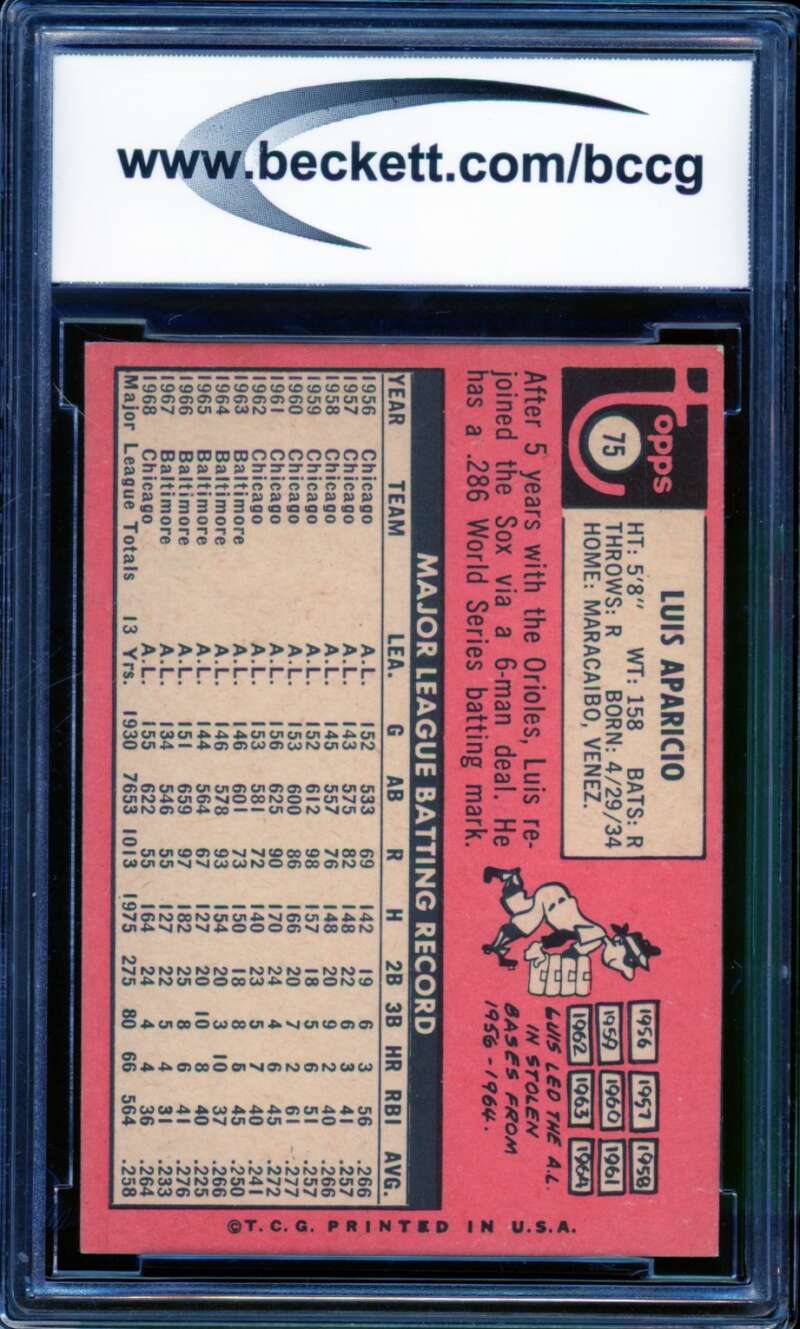 www.beckett.com/bccg
Topps
75
LUIS APARICIO
HT: 5'8" WT: 158 BATS: R
THROWS: R BORN: 4/29/34
HOME: MARACAIBO, VENEZ.
After 5 years with the Orioles, Luis re-
joined the Sox via a 6-man deal. He
has a .286 World Series batting mark.
1956 1957 1958
1959 1960 1961
1962 1963 1964
LUIS LED THE A.L.
IN STOLEN
BASES FROM
1956-1964.
MAJOR LEAGUE BATTING RECORD
YEAR TEAM LEA. G AB R H 2B 3B HR RBI AVG.
1956 Chicago A.L. 152 533 69 142 19 6 3 56 .266
1957 Chicago A.L. 143 575 82 148 22 6 3 41 .257
1958 Chicago A.L. 145 557 76 148 20 9 2 40 .266
1959 Chicago A.L. 152 612 98 157 18 5 6 51 .257
1960 Chicago A.L. 153 600 86 166 20 7 2 61 .277
1961 Chicago A.L. 156 625 90 170 24 4 6 45 .272
1962 Chicago A.L. 153 581 72 140 23 5 7 40 .241
1963 Baltimore A.L. 146 601 73 150 18 8 5 45 .250
1964 Baltimore A.L. 146 578 93 154 20 3 10 37 .266
1965 Baltimore A.L. 144 564 67 127 20 10 8 40 .225
1966 Baltimore A.L. 151 659 97 182 25 8 6 41 .276
1967 Baltimore A.L. 134 546 55 127 22 5 4 31 .233
1968 Chicago A.L. 155 622 55 164 24 4 4 36 .264
Major League Totals 13 Yrs. 1930 7653 1013 1975 275 80 66 564 .258
©T.C.G. PRINTED IN U.S.A.